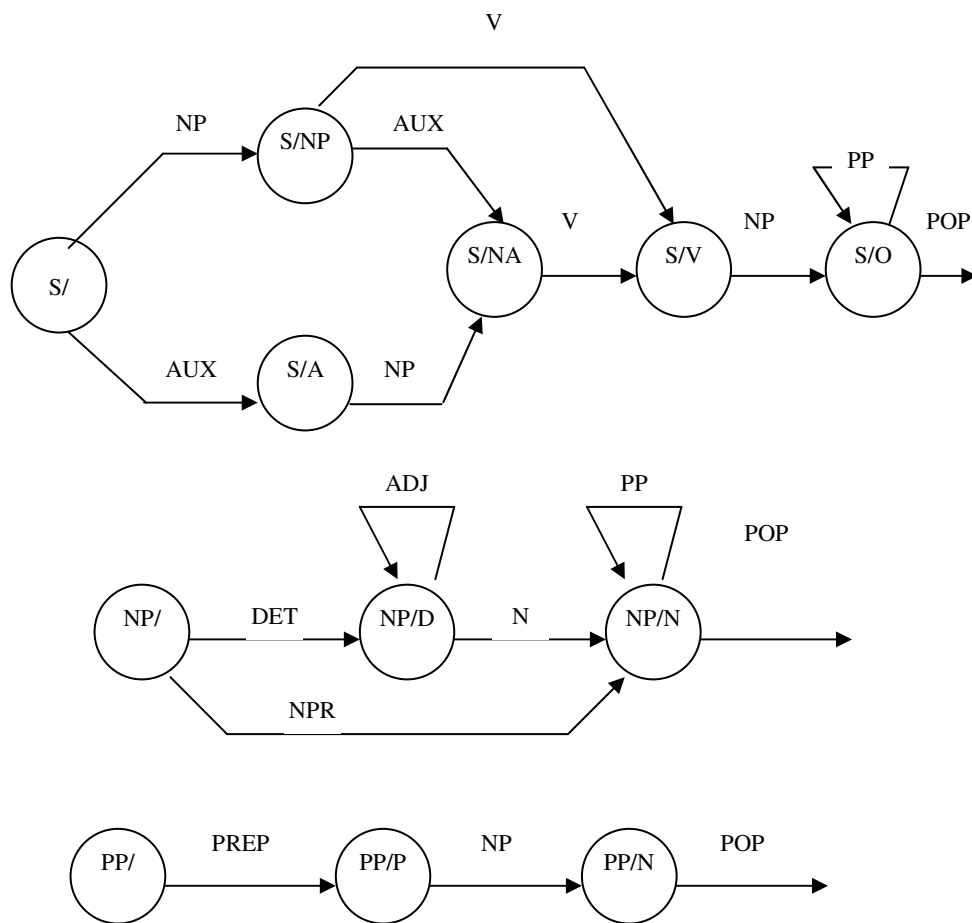 V
NP
S/NP
AUX
PP
S/
S/NA
V
S/V
NP
S/O
POP
AUX
S/A
NP
ADJ
PP
POP
NP/
DET
NP/D
N
NP/N
NPR
PP/
PREP
PP/P
NP
PP/N
POP